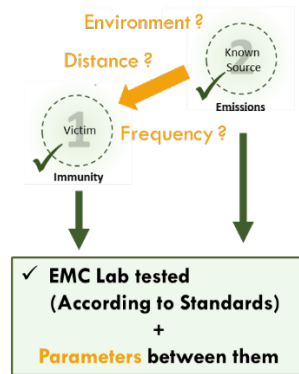 Environment ?
Distance ?
2
Known
Source
Emissions
1
Victim
Frequency ?
Immunity
✓ EMC Lab tested
(According to Standards)
+
Parameters between them